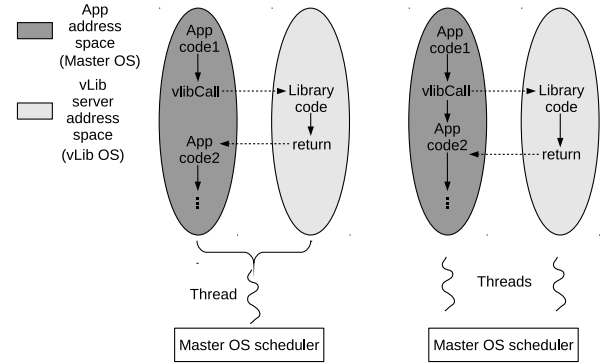 App
address
space
(Master OS)
vLib
server
address
space
(vLib OS)
App
code1
vlibCall
App
code2
Library
code
return
Thread
Master OS scheduler
App
code1
vlibCall
App
code2
Library
code
return
Threads
Master OS scheduler